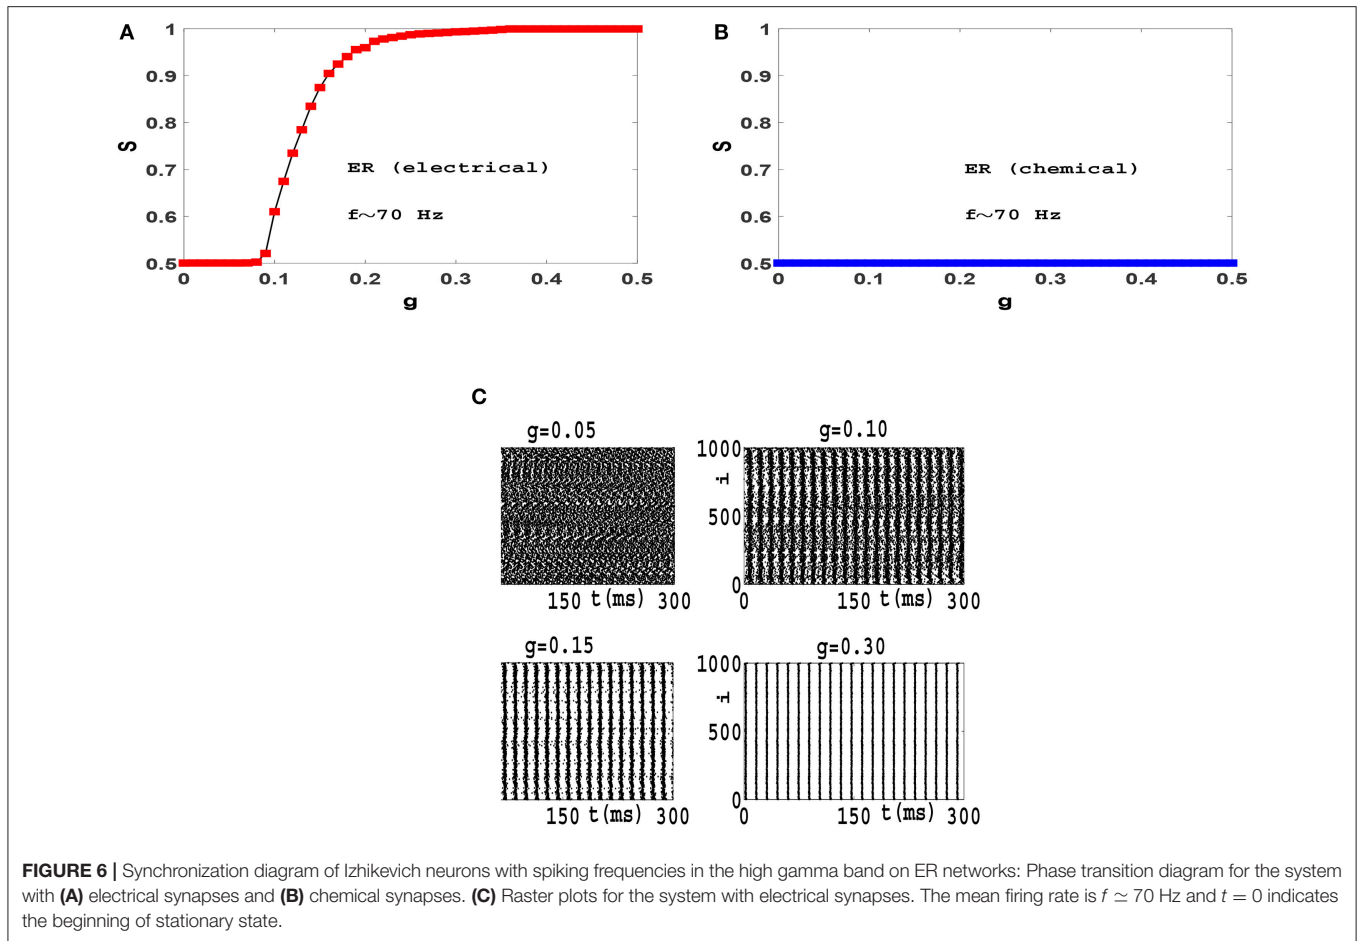 A
1
0.9
0.8
0.7
0.6
0.5
S
ER (electrical)
f~70 Hz
0 0.1 0.2 0.3 0.4 0.5
g
B
1
0.9
0.8
0.7
0.6
0.5
S
ER (chemical)
f~70 Hz
0 0.1 0.2 0.3 0.4 0.5
g
C
g=0.05
150 t(ms) 300
g=0.10
1000
i
500
0
0 150 t(ms) 300
g=0.15
150 t(ms) 300
g=0.30
1000
i
500
0
0 150 t(ms) 300
FIGURE 6 | Synchronization diagram of Izhikevich neurons with spiking frequencies in the high gamma band on ER networks: Phase transition diagram for the system
with (A) electrical synapses and (B) chemical synapses. (C) Raster plots for the system with electrical synapses. The mean firing rate is f ≃ 70 Hz and t = 0 indicates
the beginning of stationary state.